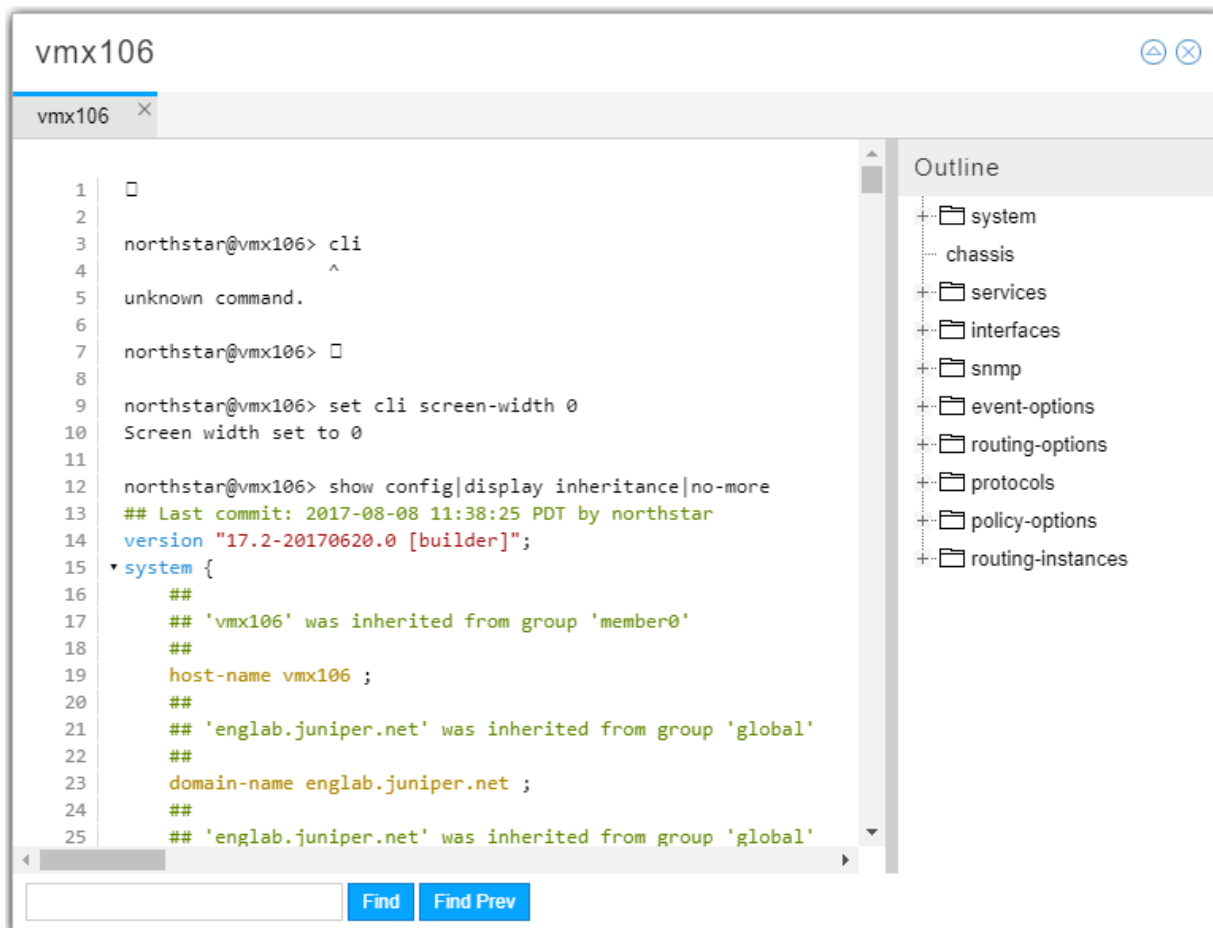 vmx106
vmx106
1 □
2
3 northstar@vmx106> cli
4 ^
5 unknown command.
6
7 northstar@vmx106> □
8
9 northstar@vmx106> set cli screen-width 0
10 Screen width set to 0
11
12 northstar@vmx106> show config|display inheritance|no-more
13 ## Last commit: 2017-08-08 11:38:25 PDT by northstar
14 version "17.2-20170620.0 [builder]";
15 system {
16 ##
17 ## 'vmx106' was inherited from group 'member0'
18 ##
19 host-name vmx106 ;
20 ##
21 ## 'englab.juniper.net' was inherited from group 'global'
22 ##
23 domain-name englab.juniper.net ;
24 ##
25 ## 'englab.juniper.net' was inherited from group 'global'
Outline
system
chassis
services
interfaces
snmp
event-options
routing-options
protocols
policy-options
routing-instances
Find
Find Prev